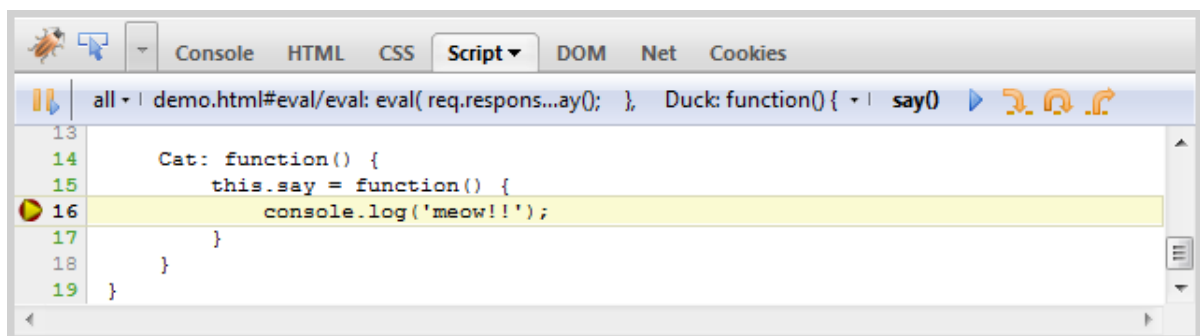 Console HTML CSS Script DOM Net Cookies
all demo.html#eval/eval: eval( req.respons...ay(); }, Duck: function() { say()
13
14 Cat: function() {
15 this.say = function() {
16 console.log('meow!!');
17 }
18 }
19 }